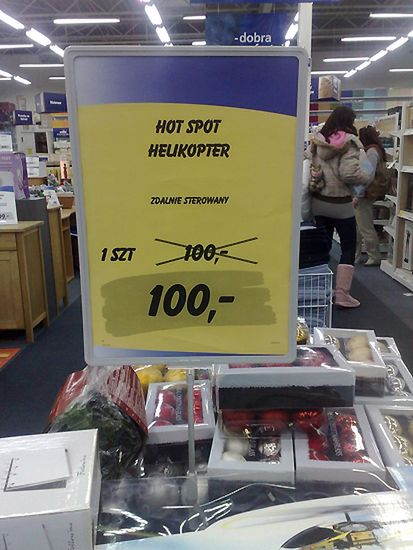 -dobra
HOT SPOT
HELIKOPTER
ZDALNIE STEROWANY
1 SZT 100,-
100,-